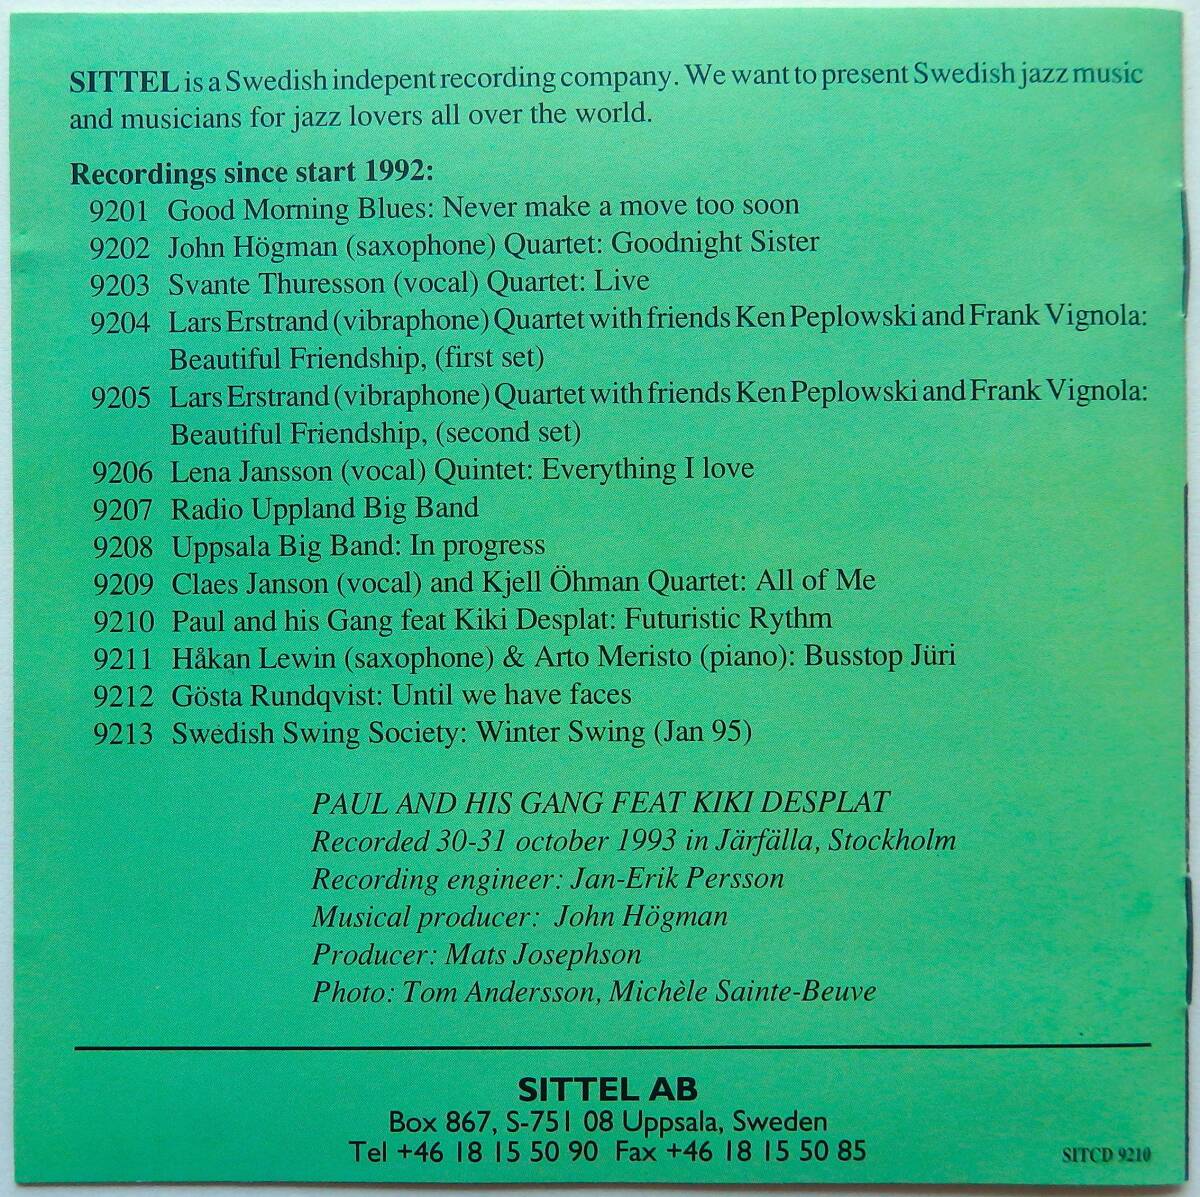 SITTEL is a Swedish indepent recording company. We want to present Swedish jazz music
and musicians for jazz lovers all over the world.
Recordings since start 1992:
9201 Good Morning Blues: Never make a move too soon
9202 John Högman (saxophone) Quartet: Goodnight Sister
9203 Svante Thuresson (vocal) Quartet: Live
9204 Lars Erstrand (vibraphone) Quartet with friends Ken Peplowski and Frank Vignola:
Beautiful Friendship, (first set)
9205 Lars Erstrand (vibraphone) Quartet with friends Ken Peplowski and Frank Vignola:
Beautiful Friendship, (second set)
9206 Lena Jansson (vocal) Quintet: Everything I love
9207 Radio Uppland Big Band
9208 Uppsala Big Band: In progress
9209 Claes Janson (vocal) and Kjell Öhman Quartet: All of Me
9210 Paul and his Gang feat Kiki Desplat: Futuristic Rythm
9211 Håkan Lewin (saxophone) & Arto Meristo (piano): Busstop Jüri
9212 Gösta Rundqvist: Until we have faces
9213 Swedish Swing Society: Winter Swing (Jan 95)
PAUL AND HIS GANG FEAT KIKI DESPLAT
Recorded 30-31 october 1993 in Järfälla, Stockholm
Recording engineer: Jan-Erik Persson
Musical producer: John Högman
Producer: Mats Josephson
Photo: Tom Andersson, Michèle Sainte-Beuve
SITTEL AB
Box 867, S-751 08 Uppsala, Sweden
Tel +46 18 15 50 90 Fax +46 18 15 50 85
SITCD 9210